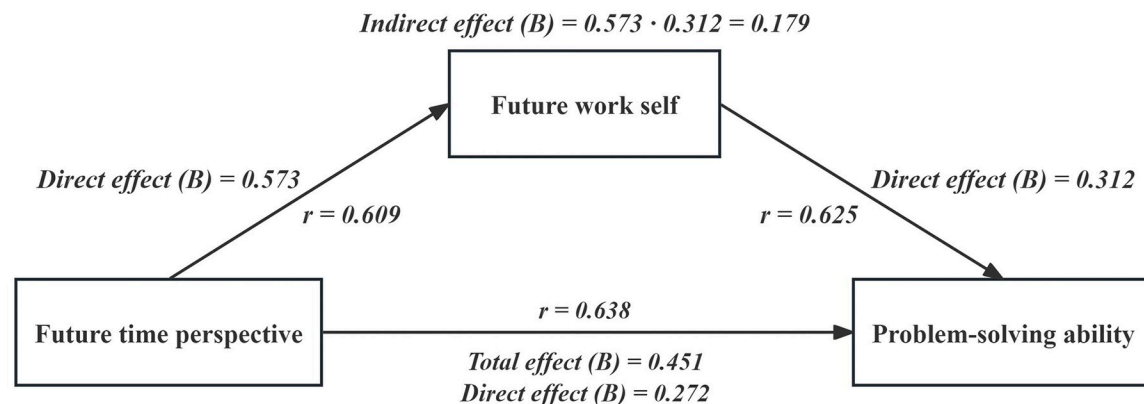 Indirect effect (B) = 0.573 · 0.312 = 0.179
Future work self
Direct effect (B) = 0.573
Direct effect (B) = 0.312
r = 0.609
r = 0.625
r = 0.638
Future time perspective
Problem-solving ability
Total effect (B) = 0.451
Direct effect (B) = 0.272